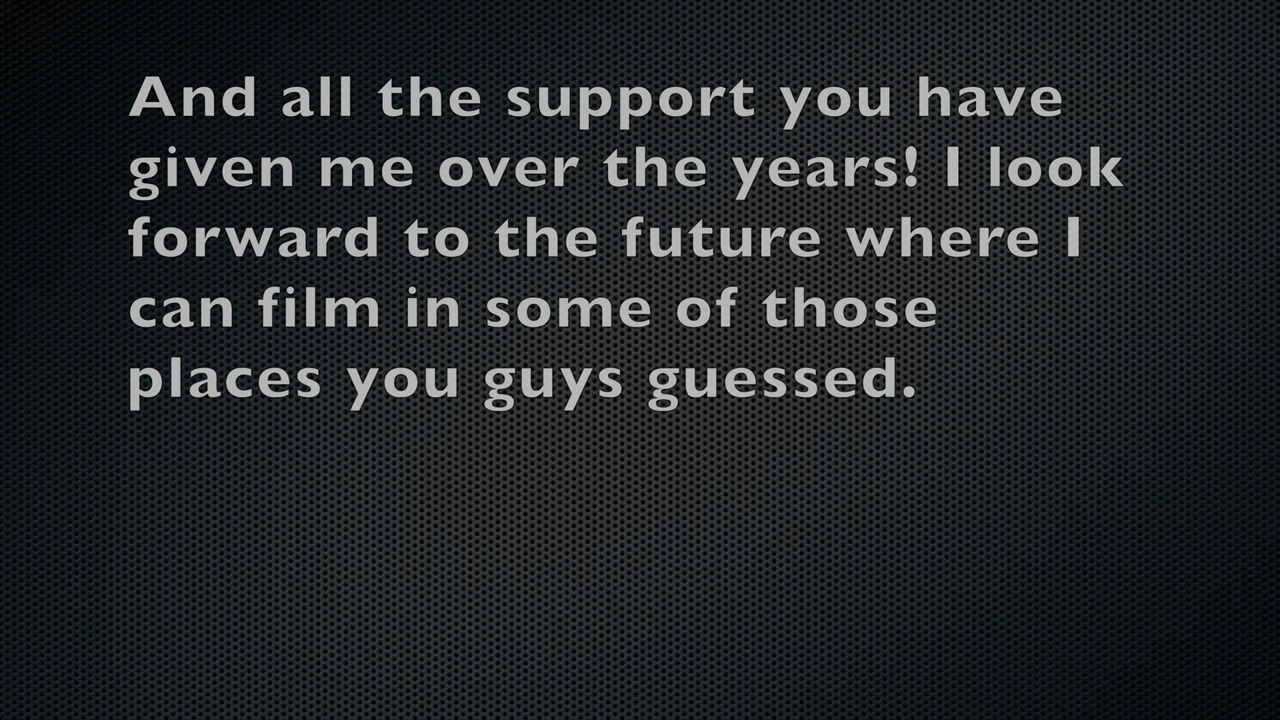 And all the support you have
given me over the years! I look
forward to the future where I
can film in some of those
places you guys guessed.